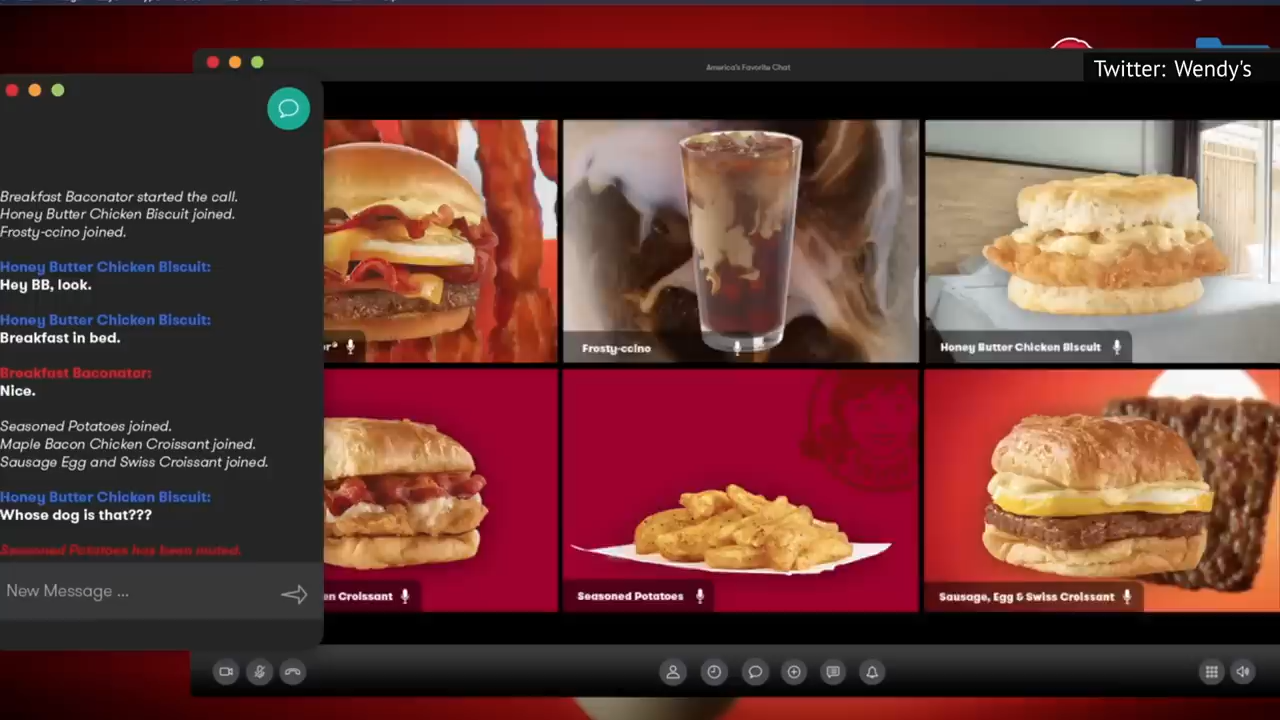 America's Favorite Chat
Twitter: Wendy's
Breakfast Baconator started the call.
Honey Butter Chicken Biscuit joined.
Frosty-ccino joined.
Honey Butter Chicken Biscuit:
Hey BB, look.
Honey Butter Chicken Biscuit:
Breakfast in bed.
Breakfast Baconator:
Nice.
Seasoned Potatoes joined.
Maple Bacon Chicken Croissant joined.
Sausage Egg and Swiss Croissant joined.
Honey Butter Chicken Biscuit:
Whose dog is that???
Seasoned Potatoes has been muted.
New Message ...
Frosty-ccino
Honey Butter Chicken Biscuit
Croissant
Seasoned Potatoes
Sausage, Egg & Swiss Croissant